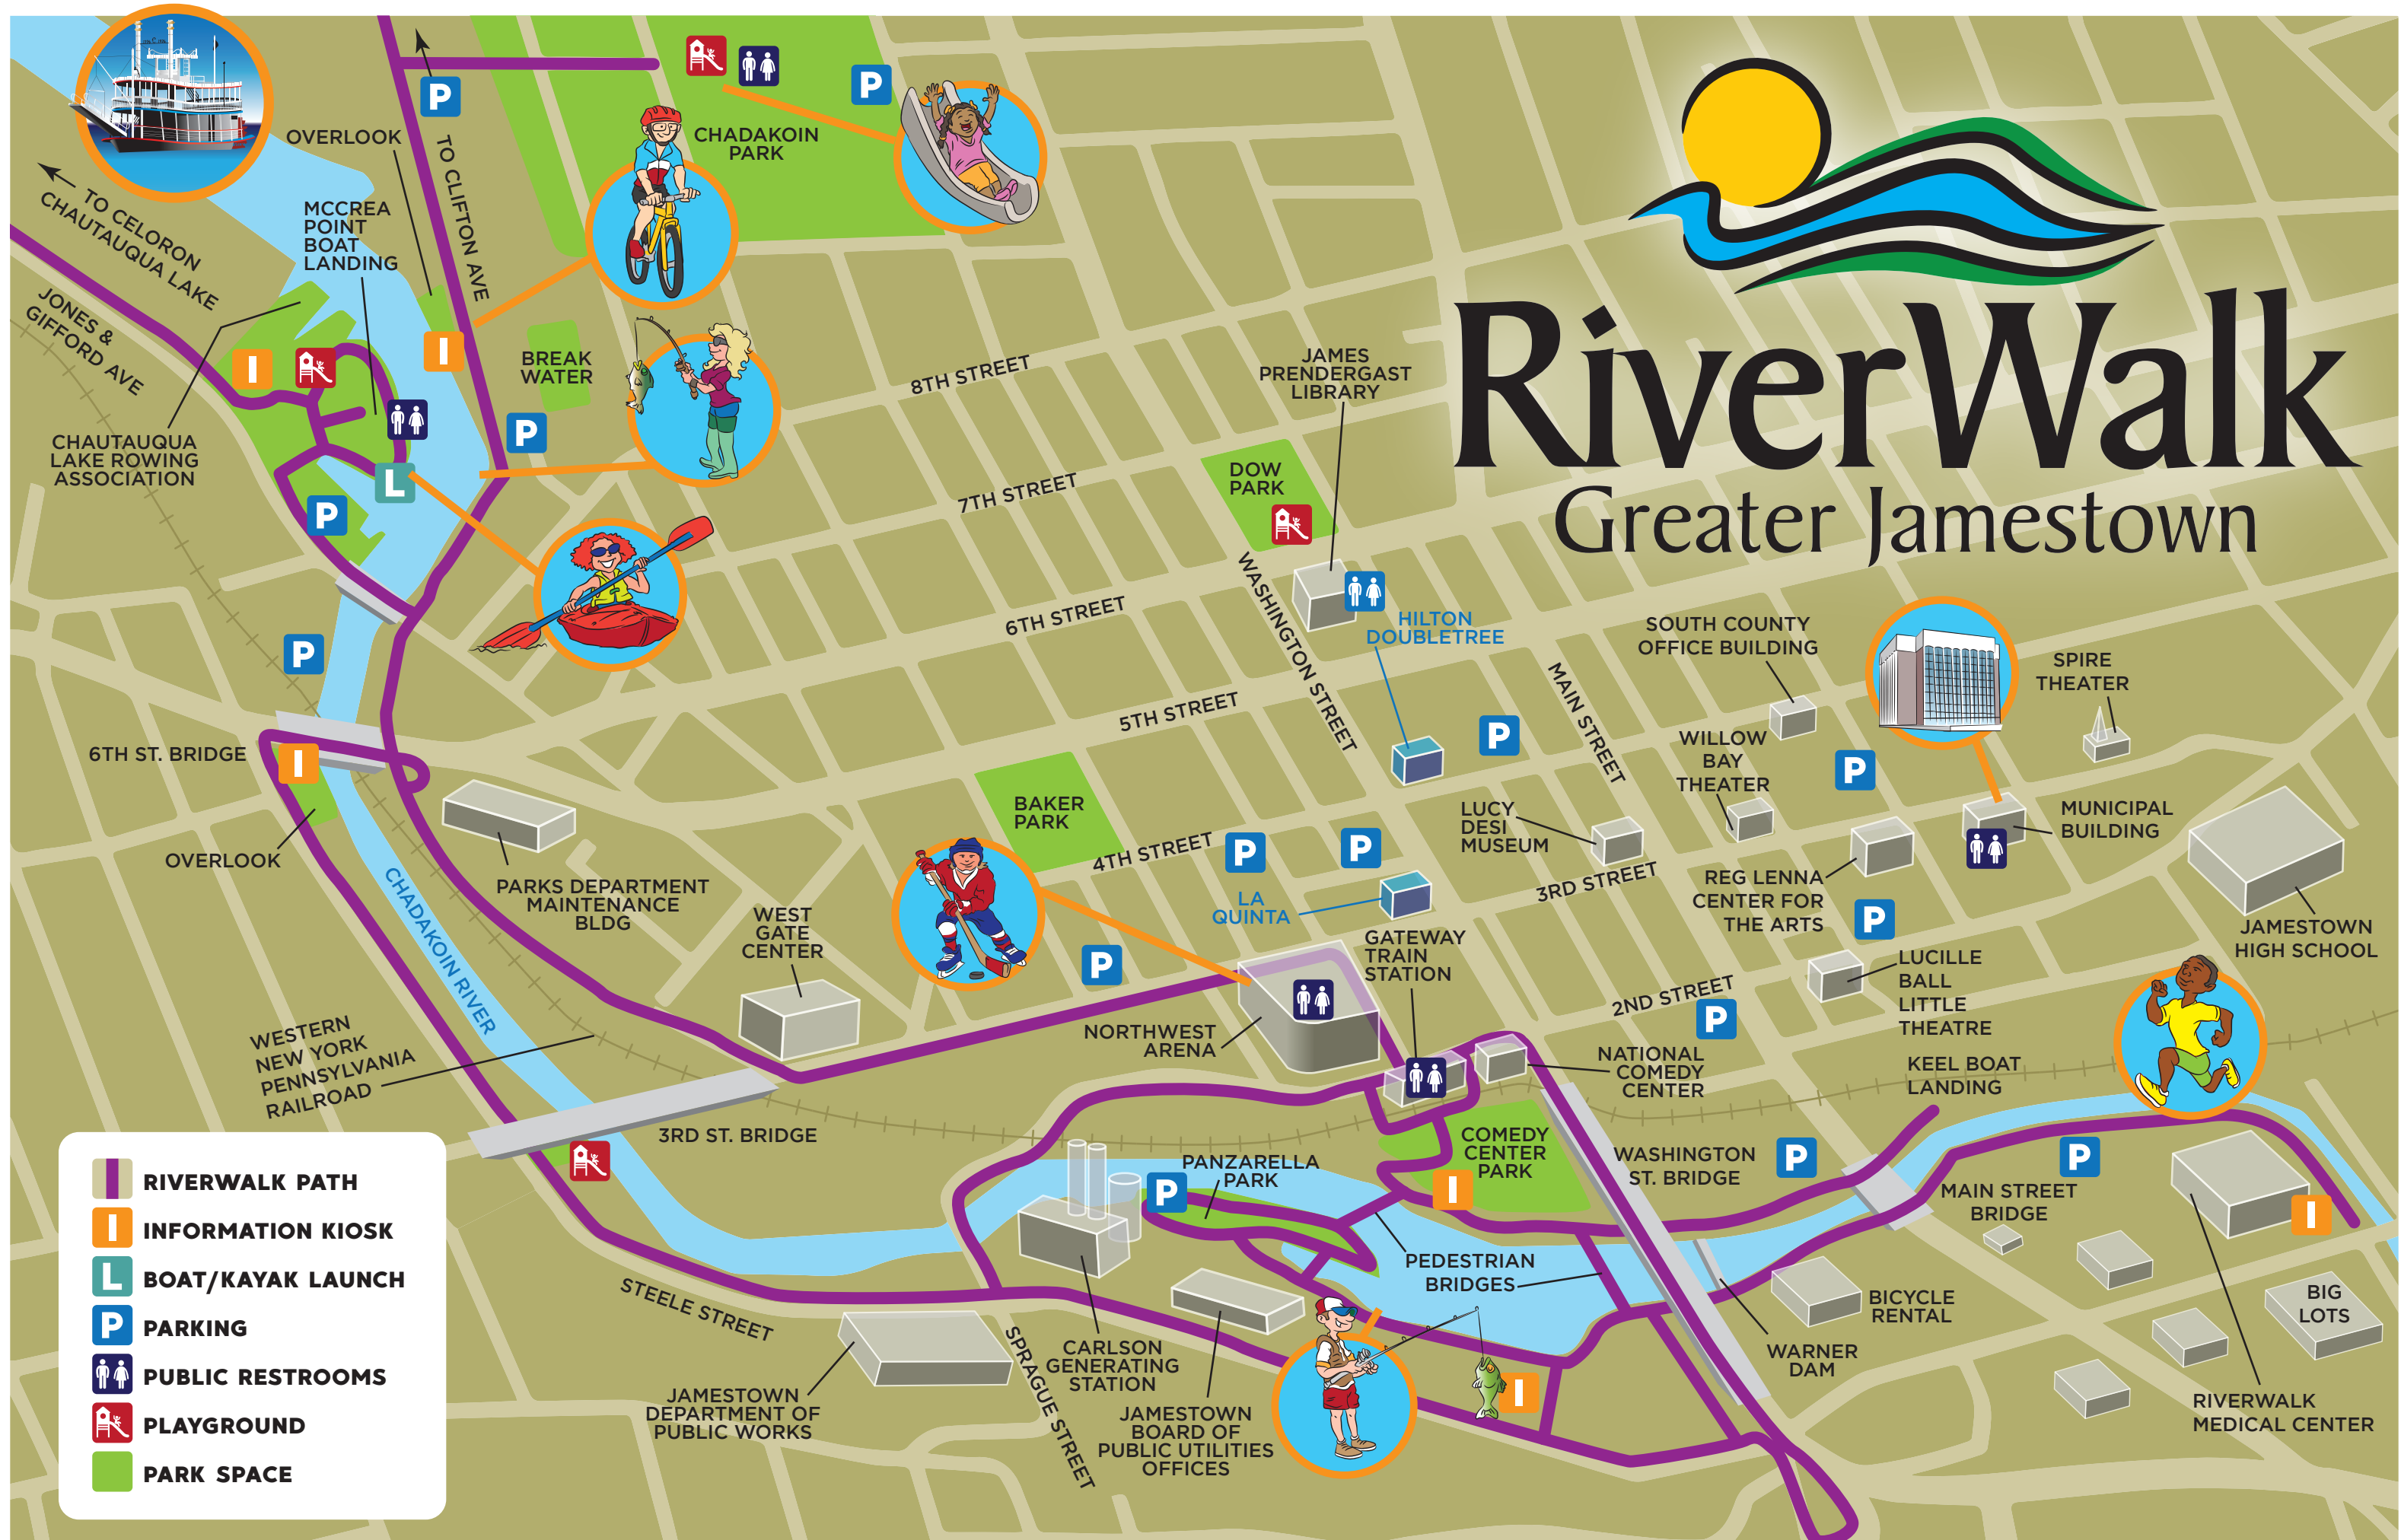 RiverWalk
Greater Jamestown
P
P
OVERLOOK
TO CLIFTON AVE
CHADAKOIN
PARK
TO CELORON
CHAUTAUQUA LAKE
MCCREA
POINT
BOAT
LANDING
JONES &
GIFFORD AVE
I
I
BREAK
WATER
P
CHAUTAUQUA
LAKE ROWING
ASSOCIATION
L
P
P
8TH STREET
7TH STREET
6TH STREET
5TH STREET
4TH STREET
3RD STREET
2ND STREET
JAMES
PRENDERGAST
LIBRARY
DOW
PARK
WASHINGTON STREET
HILTON
DOUBLETREE
P
MAIN STREET
SOUTH COUNTY
OFFICE BUILDING
SPIRE
THEATER
WILLOW
BAY
THEATER
P
MUNICIPAL
BUILDING
LUCY
DESI
MUSEUM
REG LENNA
CENTER FOR
THE ARTS
P
JAMESTOWN
HIGH SCHOOL
LUCILLE
BALL
LITTLE
THEATRE
P
6TH ST. BRIDGE
I
OVERLOOK
CHADAKOIN RIVER
PARKS DEPARTMENT
MAINTENANCE
BLDG
WEST
GATE
CENTER
BAKER
PARK
P
P
LA
QUINTA
P
GATEWAY
TRAIN
STATION
NORTHWEST
ARENA
NATIONAL
COMEDY
CENTER
KEEL BOAT
LANDING
WESTERN
NEW YORK
PENNSYLVANIA
RAILROAD
3RD ST. BRIDGE
COMEDY
CENTER
PARK
I
PANZARELLA
PARK
P
WASHINGTON
ST. BRIDGE
P
P
MAIN STREET
BRIDGE
I
PEDESTRIAN
BRIDGES
STEELE STREET
SPRAGUE STREET
CARLSON
GENERATING
STATION
JAMESTOWN
DEPARTMENT OF
PUBLIC WORKS
JAMESTOWN
BOARD OF
PUBLIC UTILITIES
OFFICES
I
BICYCLE
RENTAL
WARNER
DAM
BIG
LOTS
RIVERWALK
MEDICAL CENTER
RIVERWALK PATH
I INFORMATION KIOSK
L BOAT/KAYAK LAUNCH
P PARKING
PUBLIC RESTROOMS
PLAYGROUND
PARK SPACE